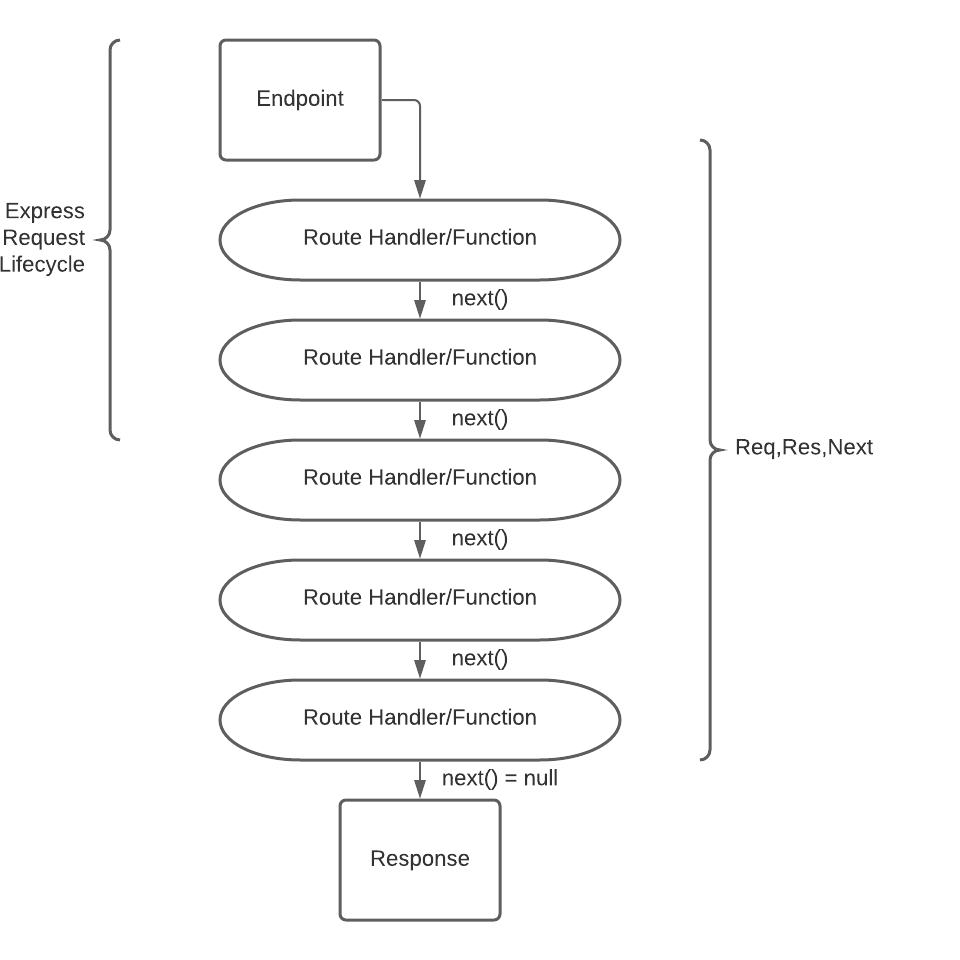 Endpoint
Express
Request
Lifecycle
Route Handler/Function
next()
Route Handler/Function
next()
Route Handler/Function
Req,Res,Next
next()
Route Handler/Function
next()
Route Handler/Function
next() = null
Response